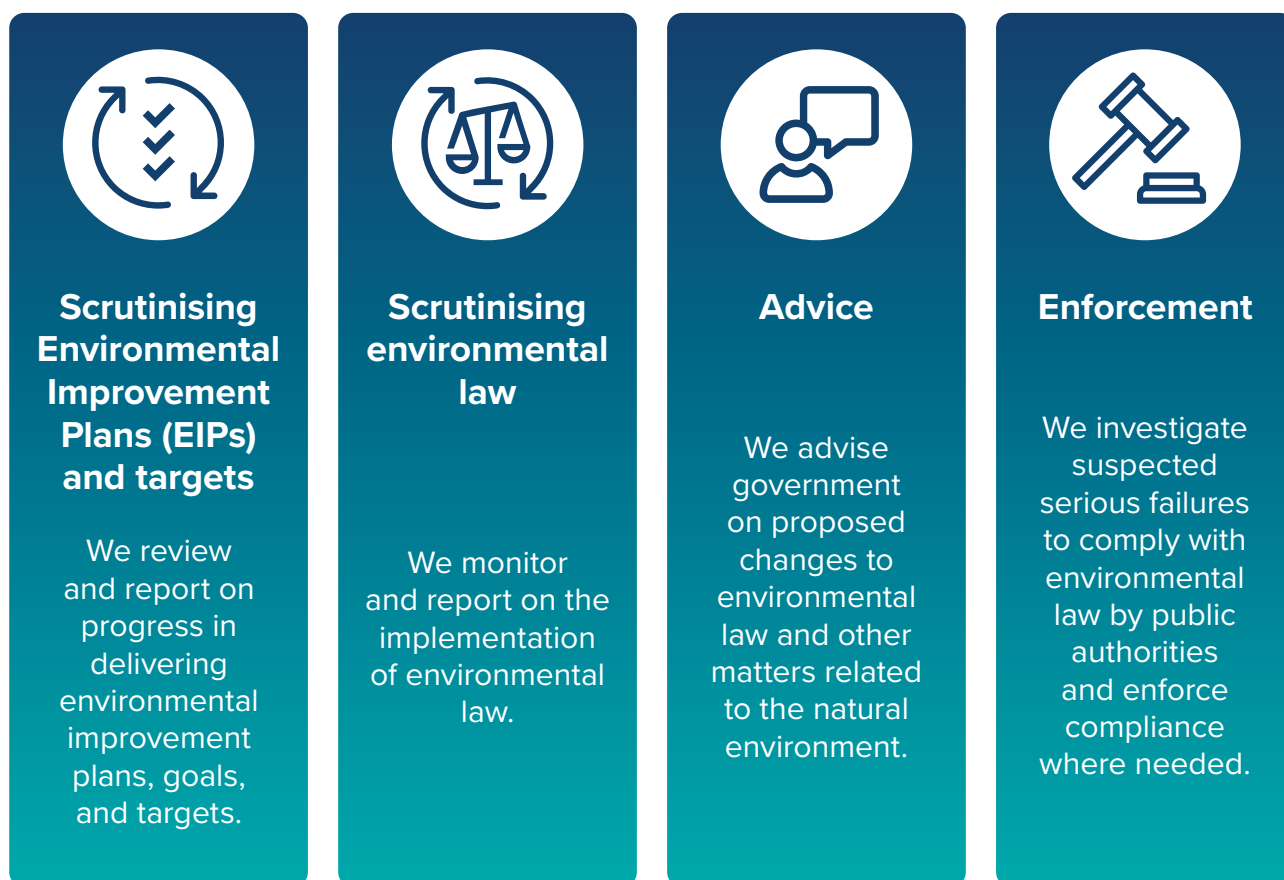 Scrutinising
Environmental
Improvement
Plans (EIPs)
and targets
We review
and report on
progress in
delivering
environmental
improvement
plans, goals,
and targets.
Scrutinising
environmental
law
We monitor
and report on the
implementation
of environmental
law.
Advice
We advise
government
on proposed
changes to
environmental
law and other
matters related
to the natural
environment.
Enforcement
We investigate
suspected
serious failures
to comply with
environmental
law by public
authorities
and enforce
compliance
where needed.